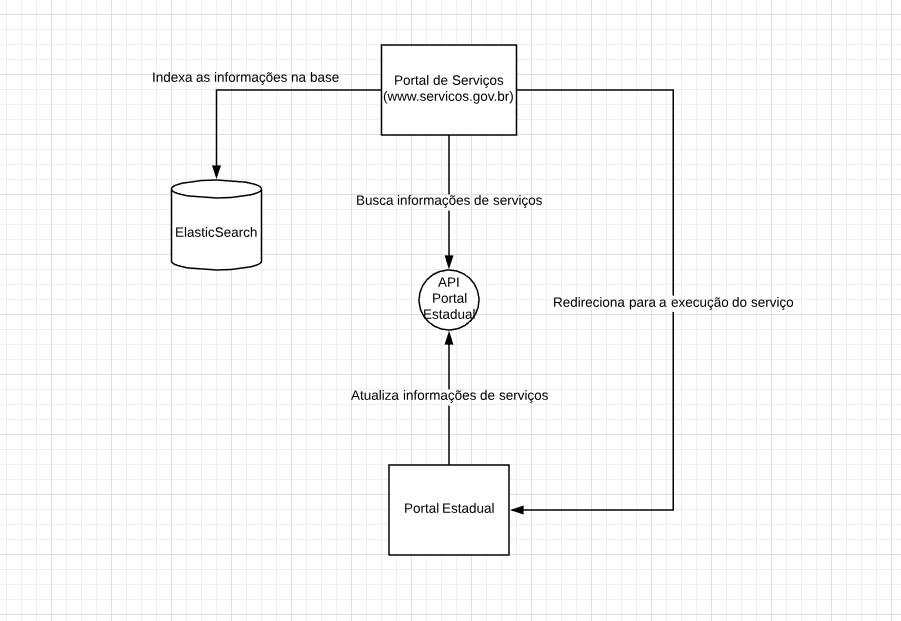 Indexa as informações na base
Portal de Serviços
(www.servicos.gov.br)
Busca informações de serviços
ElasticSearch
API
Portal
Estadual
Redireciona para a execução do serviço
Atualiza informações de serviços
Portal Estadual